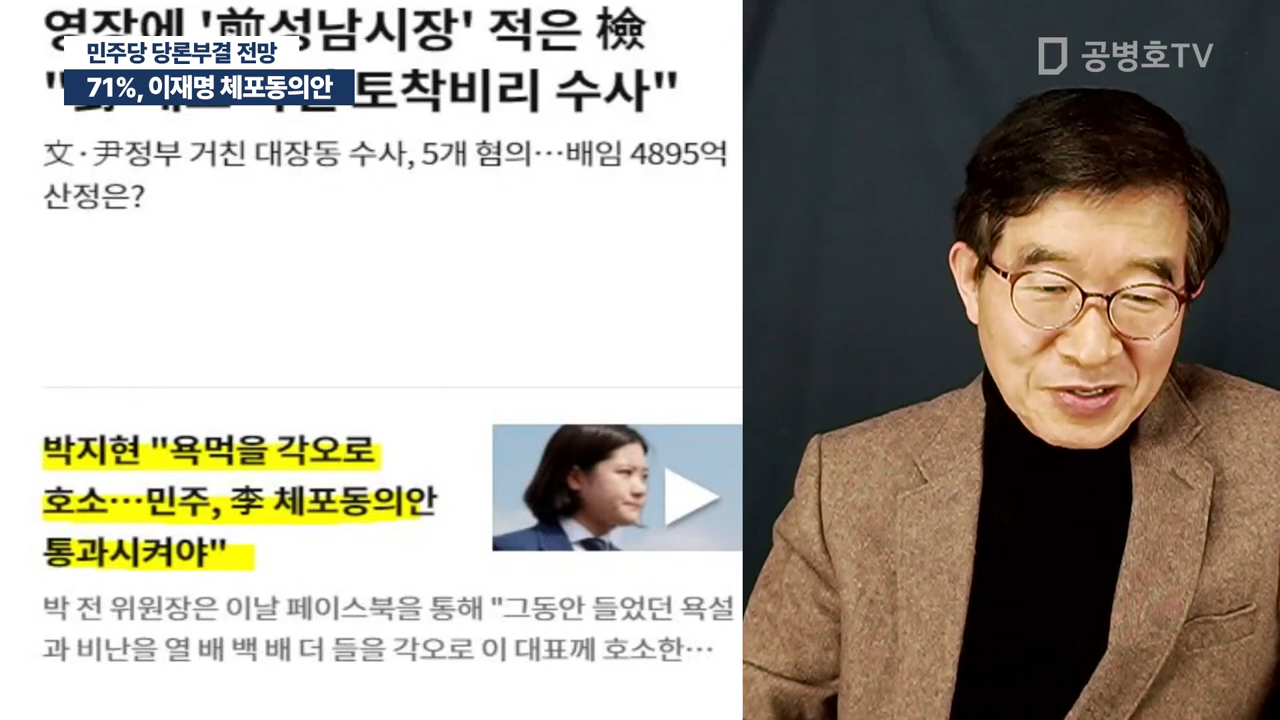 영장에 '前성남시장' 적은 檢
민주당 당론부결 전망
71%, 이재명 체포동의안
토착비리 수사"
文·尹정부 거친 대장동 수사, 5개 혐의…배임 4895억
산정은?
박지현 "욕먹을 각오로
호소…민주, 李 체포동의안
통과시켜야"
박 전 위원장은 이날 페이스북을 통해 "그동안 들었던 욕설
과 비난을 열 배 백 배 더 들을 각오로 이 대표께 호소한…
공병호TV